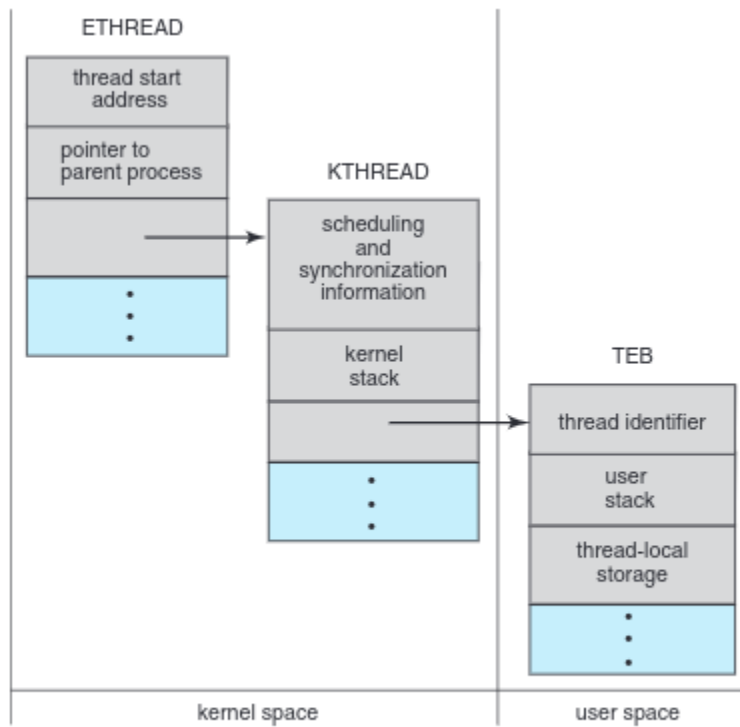 ETHREAD
thread start
address
pointer to
parent process
KTHREAD
scheduling
and
synchronization
information
kernel
stack
TEB
thread identifier
user
stack
thread-local
storage
kernel space
user space